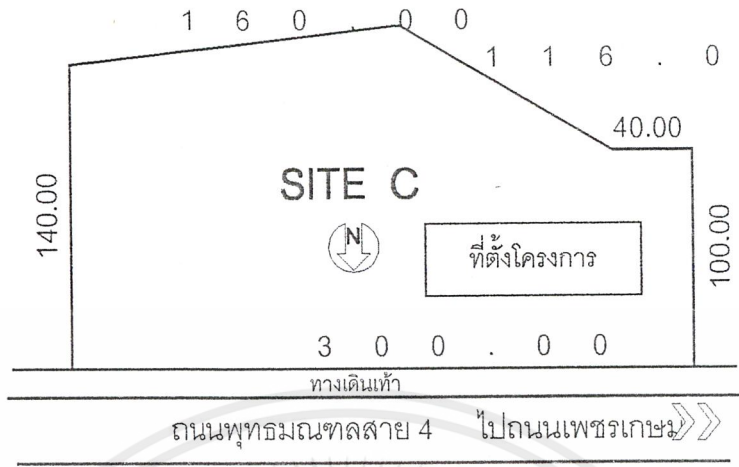 160.00
116.0
40.00
140.00
SITE C
N
ที่ตั้งโครงการ
100.00
300.00
ทางเดินเท้า
ถนนพุทธมณฑลสาย 4 ไปถนนเพชรเกษม